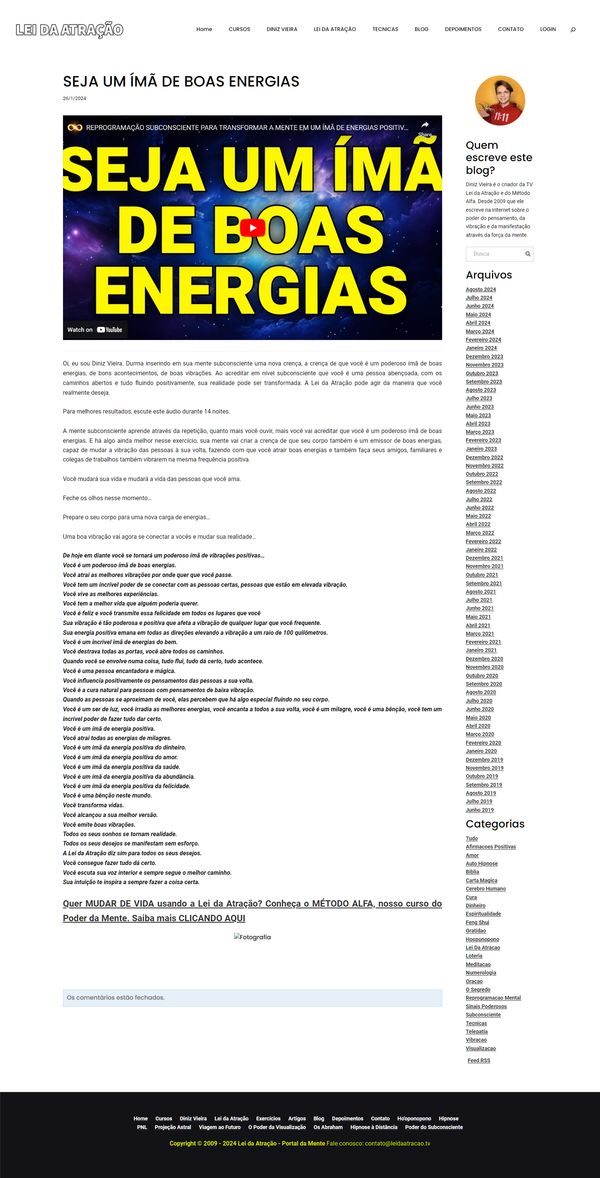 LEI DA ATRAÇÃO
Home CURSOS DINIZ VIEIRA LEI DA ATRAÇÃO TECNICAS BLOG DEPOIMENTOS CONTATO LOGIN
SEJA UM ÍMÃ DE BOAS ENERGIAS
26/1/2024
REPROGRAMAÇÃO SUBCONSCIENTE PARA TRANSFORMAR A MENTE EM UM ÍMÃ DE ENERGIAS POSITIV...
Share
SEJA UM ÍMÃ
DE BOAS
ENERGIAS
Watch on YouTube
Oi, eu sou Diniz Vieira. Durma inserindo em sua mente subconsciente uma nova crença, a crença de que você é um poderoso ímã de boas
energias, de bons acontecimentos, de boas vibrações. Ao acreditar em nível subconsciente que você é uma pessoa abençoada, com os
caminhos abertos e tudo fluindo positivamente, sua realidade pode ser transformada. A Lei da Atração pode agir da maneira que você
realmente deseja.
Para melhores resultados, escute este áudio durante 14 noites.
A mente subconsciente aprende através da repetição, quanto mais você ouvir, mais você vai acreditar que você é um poderoso ímã de boas
energias. E há algo ainda melhor nesse exercício, sua mente vai criar a crença de que seu corpo também é um emissor de boas energias,
capaz de mudar a vibração das pessoas à sua volta, fazendo com que você atrair boas energias e também faça seus amigos, familiares e
colegas de trabalhos também vibrarem na mesma frequência positiva.
Você mudará sua vida e mudará a vida das pessoas que você ama.
Feche os olhos nesse momento...
Prepare o seu corpo para uma nova carga de energias...
Uma boa vibração vai agora se conectar a vocês e mudar sua realidade...
De hoje em diante você se tornará um poderoso ímã de vibrações positivas...
Você é um poderoso ímã de boas energias.
Você atrai as melhores vibrações por onde quer que você passe.
Você tem um incrível poder de se conectar com as pessoas certas, pessoas que estão em elevada vibração.
Você vive as melhores experiências.
Você tem a melhor vida que alguém poderia querer.
Você é feliz e você transmite essa felicidade em todos os lugares que você
Sua vibração é tão poderosa e positiva que afeta a vibração de qualquer lugar que você frequente.
Sua energia positiva emana em todas as direções elevando a vibração a um raio de 100 quilômetros.
Você é um incrível ímã de energias do bem.
Você destrava todas as portas, você abre todos os caminhos.
Quando você se envolve numa coisa, tudo flui, tudo dá certo, tudo acontece.
Você é uma pessoa encantadora e mágica.
Você influencia positivamente os pensamentos das pessoas a sua volta.
Você é a cura natural para pessoas com pensamentos de baixa vibração.
Quando as pessoas se aproximam de você, elas percebem que há algo especial fluindo no seu corpo.
Você é um ser de luz, você irradia as melhores energias, você encanta a todos a sua volta, você é um milagre, você é uma bênção, você tem um
incrível poder de fazer tudo dar certo.
Você é um ímã de energia positiva.
Você atrai todas as energias de milagres.
Você é um ímã da energia positiva do dinheiro.
Você é um ímã da energia positiva do amor.
Você é um ímã da energia positiva da saúde.
Você é um ímã da energia positiva da abundância.
Você é um ímã da energia positiva da felicidade.
Você é uma bênção neste mundo.
Você transforma vidas.
Você alcançou a sua melhor versão.
Você emite boas vibrações.
Todos os seus sonhos se tornam realidade.
Todos os seus desejos se manifestam sem esforço.
A Lei da Atração diz sim para todos os seus desejos.
Você consegue fazer tudo dá certo.
Você escuta sua voz interior e sempre segue o melhor caminho.
Sua intuição te inspira a sempre fazer a coisa certa.
Quer MUDAR DE VIDA usando a Lei da Atração? Conheça o MÉTODO ALFA, nosso curso do
Poder da Mente. Saiba mais CLICANDO AQUI
Fotografia
Os comentários estão fechados.
11:11
Quem
escreve este
blog?
Diniz Vieira é o criador da TV
Lei da Atração e do Método
Alfa. Desde 2009 que ele
escreve na internet sobre o
poder do pensamento, da
vibração e da manifestação
através da força da mente.
Busca
Arquivos
Agosto 2024
Julho 2024
Junho 2024
Maio 2024
Abril 2024
Março 2024
Fevereiro 2024
Janeiro 2024
Dezembro 2023
Novembro 2023
Outubro 2023
Setembro 2023
Agosto 2023
Julho 2023
Junho 2023
Maio 2023
Abril 2023
Março 2023
Fevereiro 2023
Janeiro 2023
Dezembro 2022
Novembro 2022
Outubro 2022
Setembro 2022
Agosto 2022
Julho 2022
Junho 2022
Maio 2022
Abril 2022
Março 2022
Fevereiro 2022
Janeiro 2022
Dezembro 2021
Novembro 2021
Outubro 2021
Setembro 2021
Agosto 2021
Julho 2021
Junho 2021
Maio 2021
Abril 2021
Março 2021
Fevereiro 2021
Janeiro 2021
Dezembro 2020
Novembro 2020
Outubro 2020
Setembro 2020
Agosto 2020
Julho 2020
Junho 2020
Maio 2020
Abril 2020
Março 2020
Fevereiro 2020
Janeiro 2020
Dezembro 2019
Novembro 2019
Outubro 2019
Setembro 2019
Agosto 2019
Julho 2019
Junho 2019
Categorias
Tudo
Afirmacoes Positivas
Amor
Auto Hipnose
Biblia
Carta Magica
Cerebro Humano
Cura
Dinheiro
Espiritualidade
Feng Shui
Gratidao
Hooponopono
Lei Da Atracao
Loteria
Meditacao
Numerologia
Oracao
O Segredo
Reprogramacao Mental
Sinais Poderosos
Subconsciente
Tecnicas
Telepatia
Vibracao
Visualizacao
Feed RSS
Home Cursos Diniz Vieira Lei da Atração Exercícios Artigos Blog Depoimentos Contato Ho'oponopono Hipnose
PNL Projeção Astral Viagem ao Futuro O Poder da Visualização Os Abraham Hipnose à Distância Poder do Subconsciente
Copyright © 2009 - 2024 Lei da Atração - Portal da Mente Fale conosco: contato@leidaatracao.tv